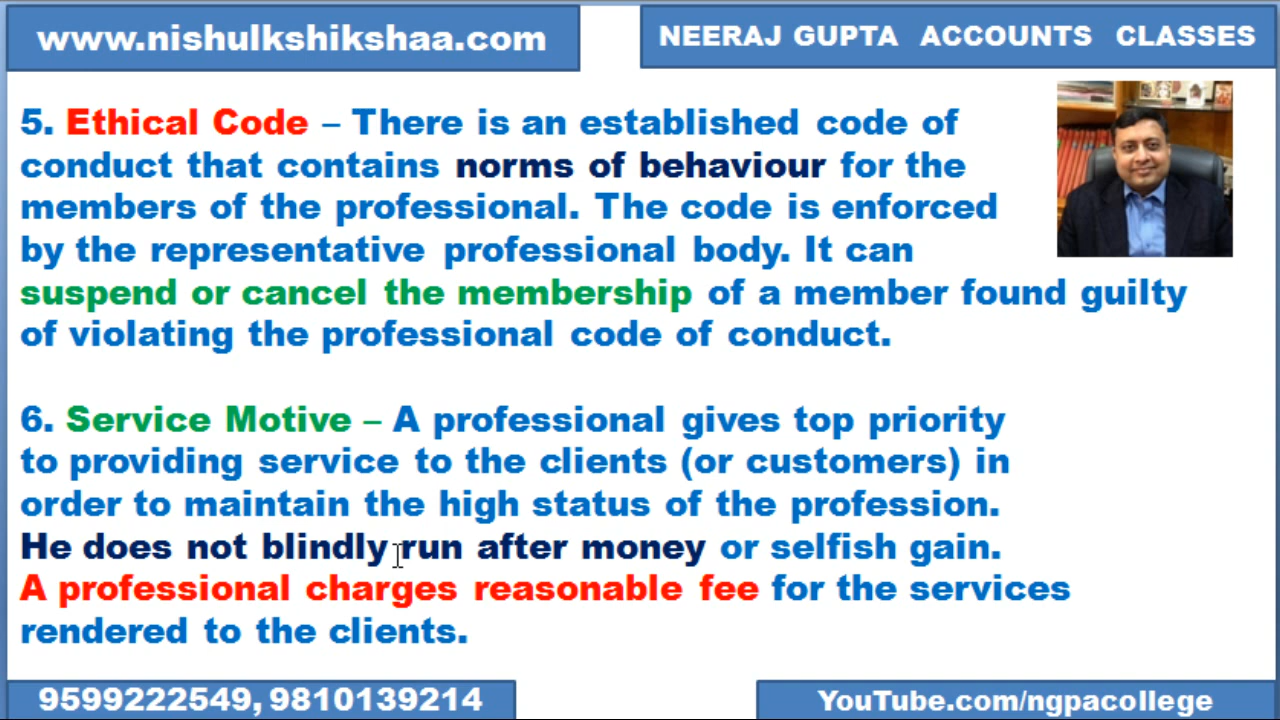 www.nishulkshikshaa.com
NEERAJ GUPTA ACCOUNTS CLASSES
5. Ethical Code – There is an established code of
conduct that contains norms of behaviour for the
members of the professional. The code is enforced
by the representative professional body. It can
suspend or cancel the membership of a member found guilty
of violating the professional code of conduct.
6. Service Motive – A professional gives top priority
to providing service to the clients (or customers) in
order to maintain the high status of the profession.
He does not blindly run after money or selfish gain.
A professional charges reasonable fee for the services
rendered to the clients.
9599222549, 9810139214
YouTube.com/ngpacollege